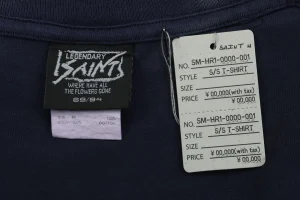 LEGENDARY
SAINTS
WHERE HAVE ALL
THE FLOWERS GONE
SAINT M
NO. SM-HR1-0000-001
STYLE S/S T-SHIRT
SIZE
PRICE ¥00,000(with tax)
¥00,000
NO. SM-HR1-0000-001
STYLE S/S T-SHIRT
SIZE
PRICE ¥00,000(with tax)
¥00,000